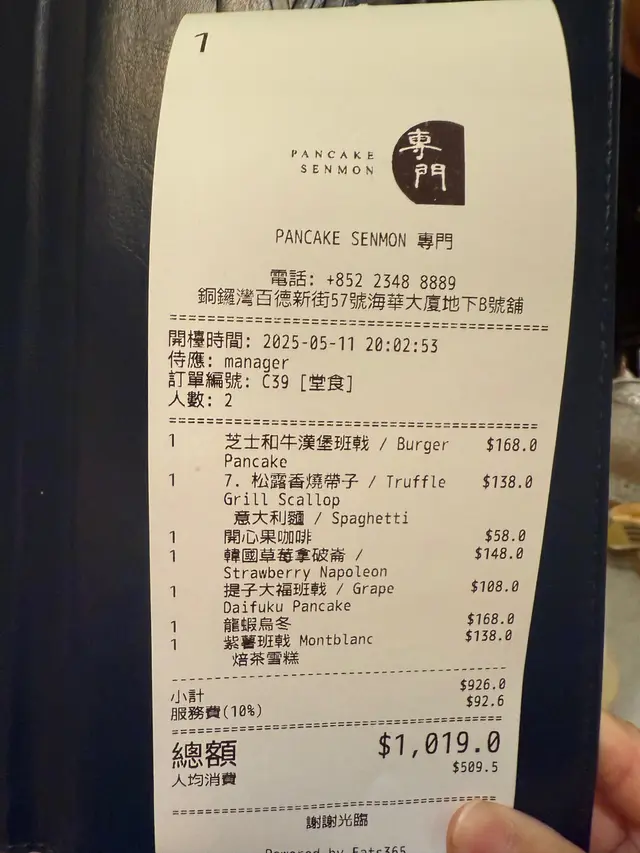 1
PANCAKE
SENMON
專門
PANCAKE SENMON 專門
電話: +852 2348 8889
銅鑼灣百德新街57號海華大廈地下B號舖
開檯時間: 2025-05-11 20:02:53
侍應: manager
訂單編號: C39 [堂食]
人數: 2
1 芝士和牛漢堡班戟 / Burger $168.0
Pancake
1 7. 松露香燒帶子 / Truffle $138.0
Grill Scallop
意大利麵 / Spaghetti
1 開心果咖啡 $58.0
1 韓國草莓拿破崙 / $148.0
Strawberry Napoleon
1 提子大福班戟 / Grape $108.0
Daifuku Pancake
1 龍蝦烏冬 $168.0
1 紫薯班戟 Montblanc $138.0
焙茶雪糕
小計 $926.0
服務費(10%) $92.6
總額 $1,019.0
人均消費 $509.5
謝謝光臨
Powered by Eats365